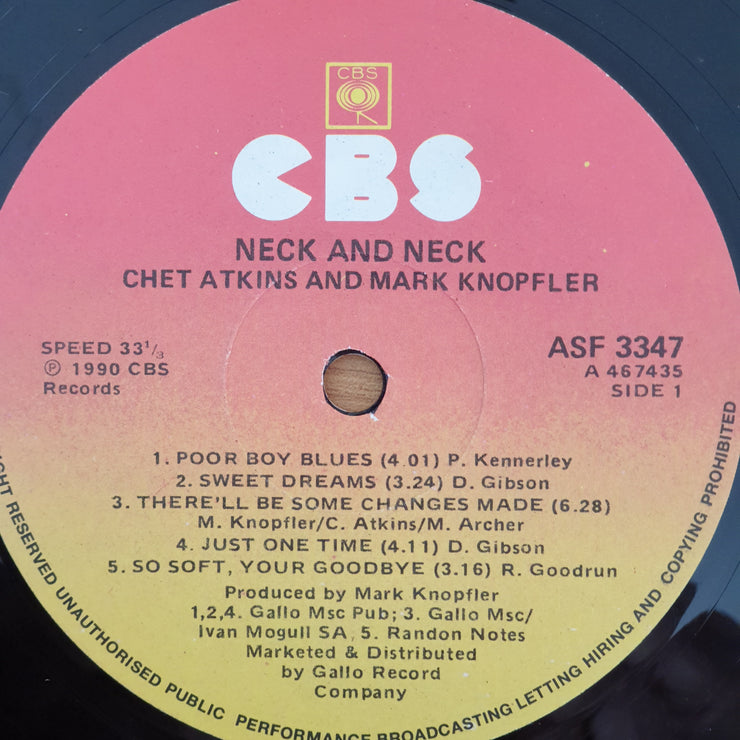 CBS
CBS
NECK AND NECK
CHET ATKINS AND MARK KNOPFLER
SPEED 33⅓
℗ 1990 CBS
Records
ASF 3347
A 467435
SIDE 1
1. POOR BOY BLUES (4.01) P. Kennerley
2. SWEET DREAMS (3.24) D. Gibson
3. THERE'LL BE SOME CHANGES MADE (6.28)
M. Knopfler/C. Atkins/M. Archer
4. JUST ONE TIME (4.11) D. Gibson
5. SO SOFT, YOUR GOODBYE (3.16) R. Goodrun
Produced by Mark Knopfler
1,2,4. Gallo Msc Pub; 3. Gallo Msc/
Ivan Mogull SA, 5. Randon Notes
Marketed & Distributed
by Gallo Record
Company
RESERVED UNAUTHORISED PUBLIC PERFORMANCE BROADCASTING LETTING HIRING AND COPYING PROHIBITED